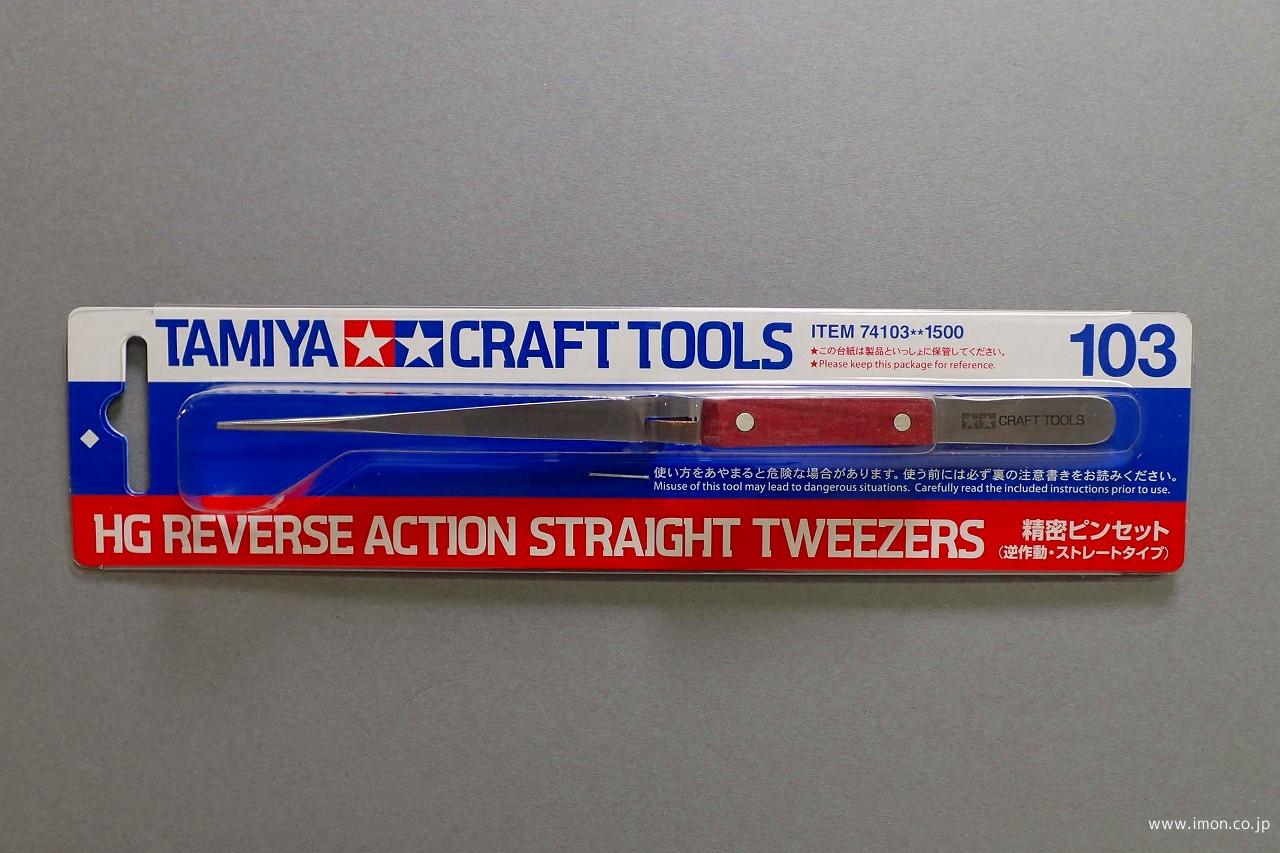 TAMIYA CRAFT TOOLS
ITEM 74103**1500
★この台紙は製品といっしょに保管してください。
★Please keep this package for reference.
103
CRAFT TOOLS
使い方をあやまると危険な場合があります。使う前には必ず裏の注意書きをお読みください。
Misuse of this tool may lead to dangerous situations. Carefully read the included instructions prior to use.
HG REVERSE ACTION STRAIGHT TWEEZERS
精密ピンセット
(逆作動・ストレートタイプ)
www.imon.co.jp